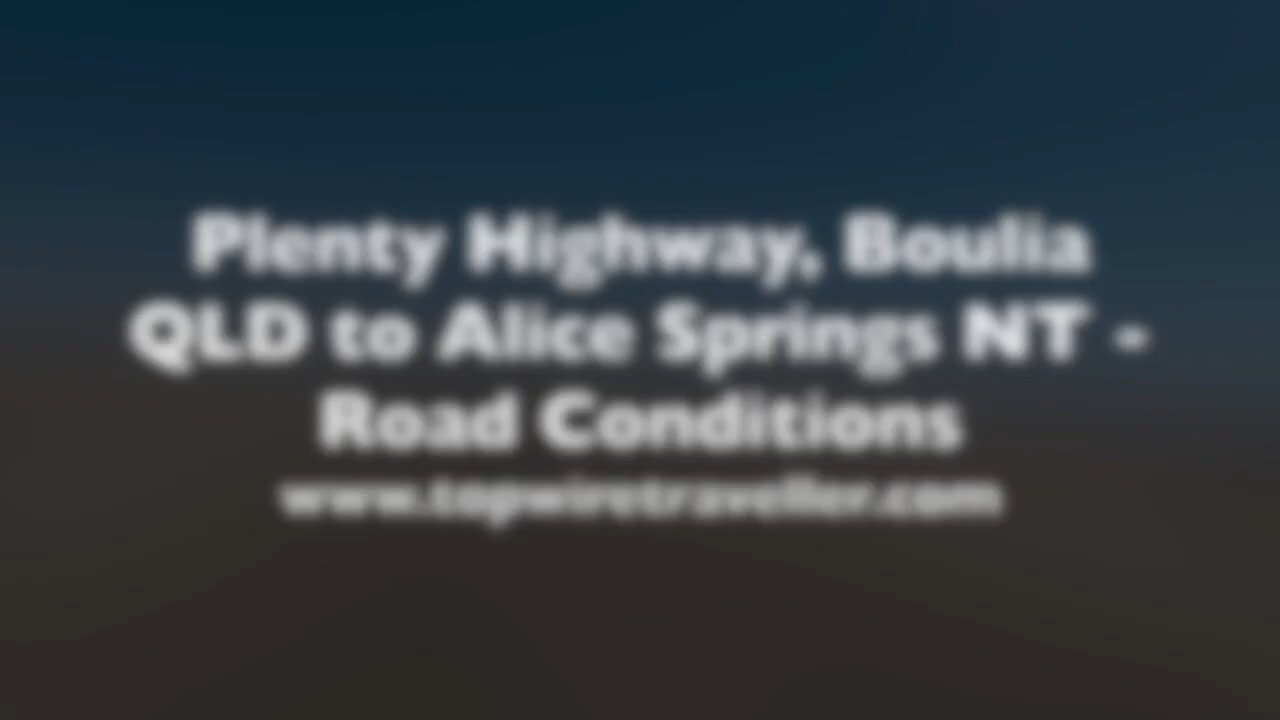 Plenty Highway, Boulia
QLD to Alice Springs NT -
Road Conditions
www.topwiretraveller.com